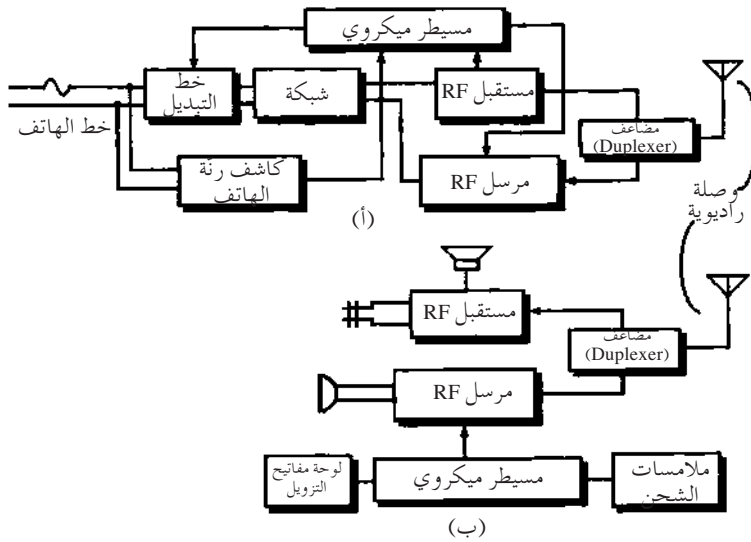 مسيطر ميكروي
خط
التبديل
شبكة
مستقبل RF
مضاعف
(Duplexer)
خط الهاتف
كاشف رنّة
الهاتف
مرسل RF
(أ)
وصلة
راديوية
مستقبل RF
مضاعف
(Duplexer)
مرسل RF
لوحة مفاتيح
التزويل
مسيطر ميكروي
ملامسات
الشحن
(ب)